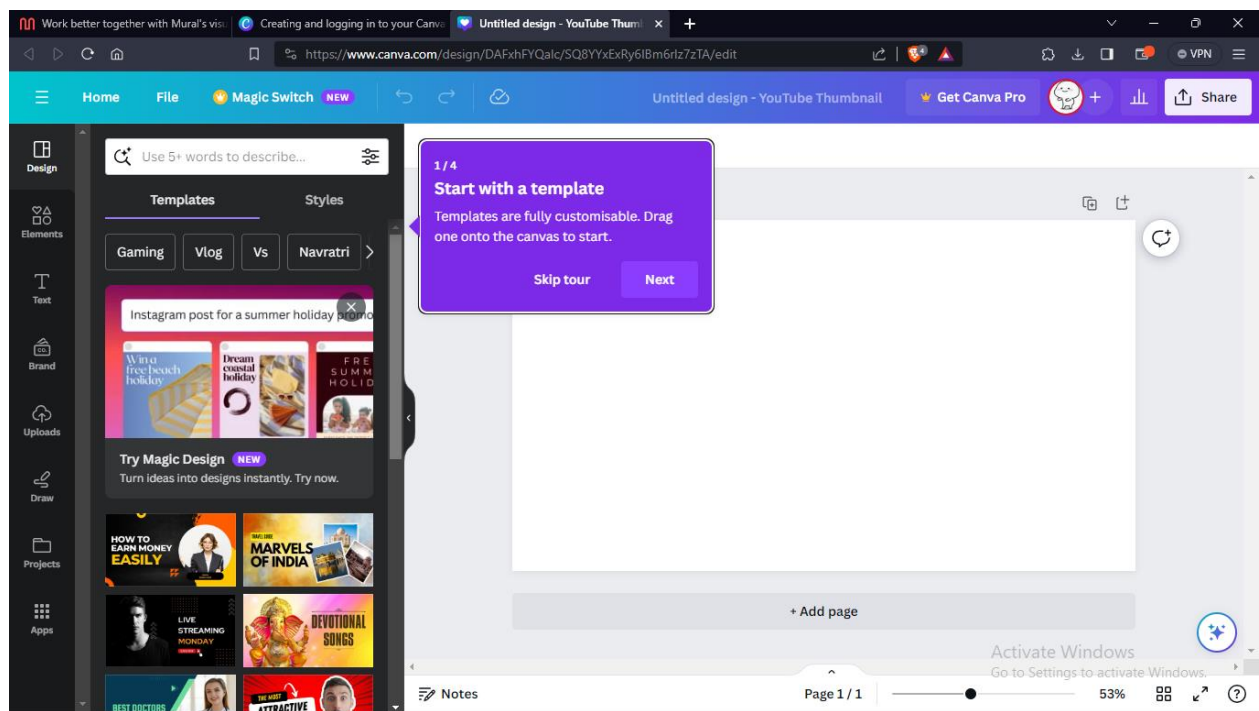 Work better together with Mural's visu
Creating and logging in to your Canva
Untitled design - YouTube Thum
https://www.canva.com/design/DAFxhFYQalc/SQ8YYxExRy6IBm6rIz7zTA/edit
VPN
Home
File
Magic Switch NEW
Untitled design - YouTube Thumbnail
Get Canva Pro
Share
Design
Elements
Text
Brand
CO.
Uploads
Draw
Projects
Apps
Use 5+ words to describe...
Templates
Styles
Gaming
Vlog
Vs
Navratri
Instagram post for a summer holiday promo
Win a
free beach
holiday
Dream
coastal
holiday
FRE
SUMM
HOLID
Try Magic Design NEW
Turn ideas into designs instantly. Try now.
HOW TO
EARN MONEY
EASILY
MARVELS
OF INDIA
LIVE
STREAMING
MONDAY
DEVOTIONAL
SONGS
BEST DOCTORS
THE MOST
ATTRACTIVE
1/4
Start with a template
Templates are fully customisable. Drag
one onto the canvas to start.
Skip tour
Next
+ Add page
Activate Windows
Go to Settings to activate Windows.
Notes
Page 1 / 1
53%